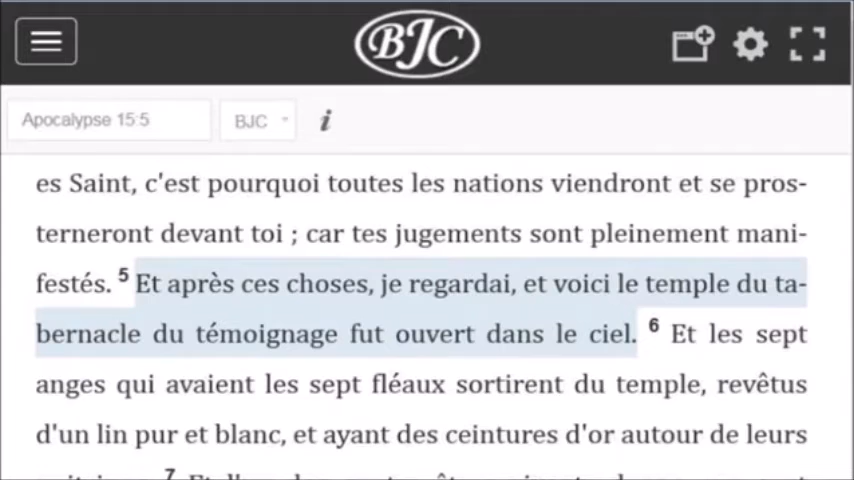 BJC
Apocalypse 15:5
BJC
i
es Saint, c'est pourquoi toutes les nations viendront et se pros-
terneront devant toi ; car tes jugements sont pleinement mani-
festés. 5 Et après ces choses, je regardai, et voici le temple du ta-
bernacle du témoignage fut ouvert dans le ciel. 6 Et les sept
anges qui avaient les sept fléaux sortirent du temple, revêtus
d'un lin pur et blanc, et ayant des ceintures d'or autour de leurs
7 Et